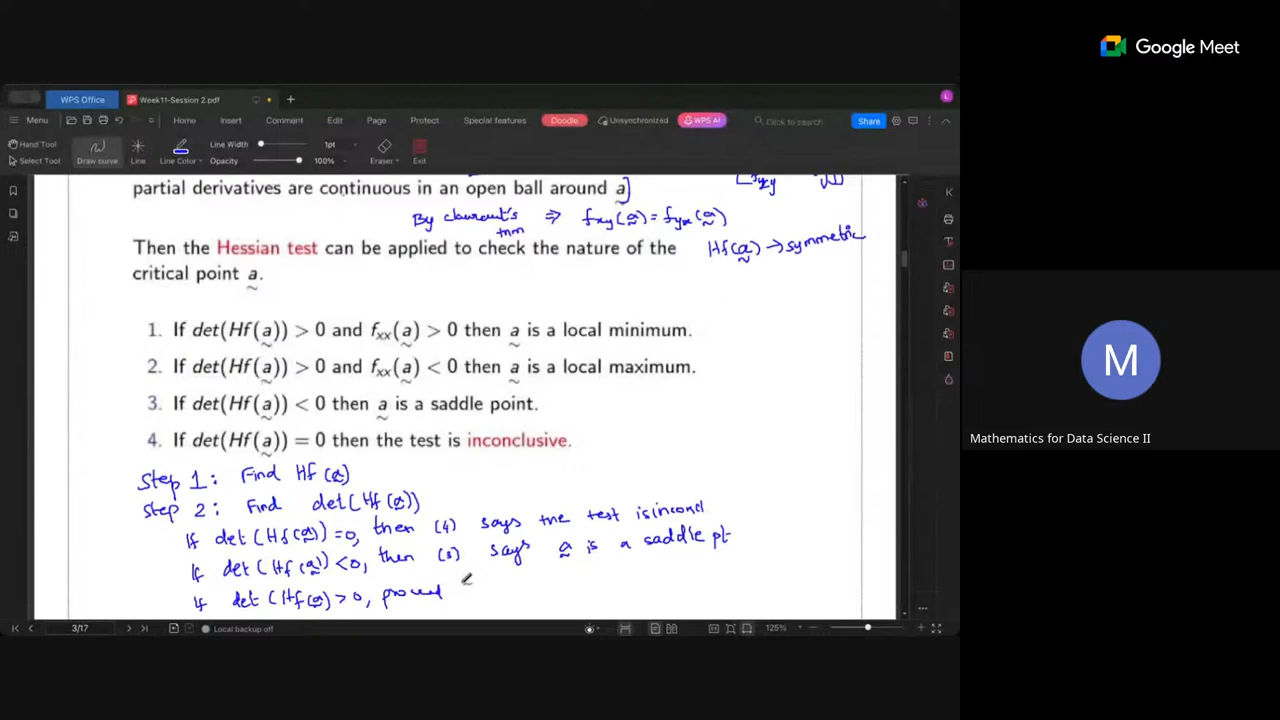 Google Meet
WPS Office
Week11-Session 2.pdf
Menu
Home
Insert
Comment
Edit
Page
Protect
Special features
Doodle
Unsynchronized
WPS AI
Click to search
Share
Hand Tool
Select Tool
Draw curve
Line
Line Color
Line Width
1pt
Opacity
100%
Eraser
Exit
partial derivatives are continuous in an open ball around a]
By clairaut's ⇒ fxy(a) = fyx(a)
thm
Then the Hessian test can be applied to check the nature of the
Hf(a) → symmetric
critical point a.
1. If det(Hf(a)) > 0 and fxx(a) > 0 then a is a local minimum.
2. If det(Hf(a)) > 0 and fxx(a) < 0 then a is a local maximum.
3. If det(Hf(a)) < 0 then a is a saddle point.
4. If det(Hf(a)) = 0 then the test is inconclusive.
Step 1: Find Hf(a)
Step 2: Find det(Hf(a))
If det(Hf(a)) = 0, then (4) says the test is incond
If det(Hf(a)) < 0, then (3) says a is a saddle pt
If det(Hf(a)) > 0, proceed
3/17
Local backup off
125%
M
Mathematics for Data Science II